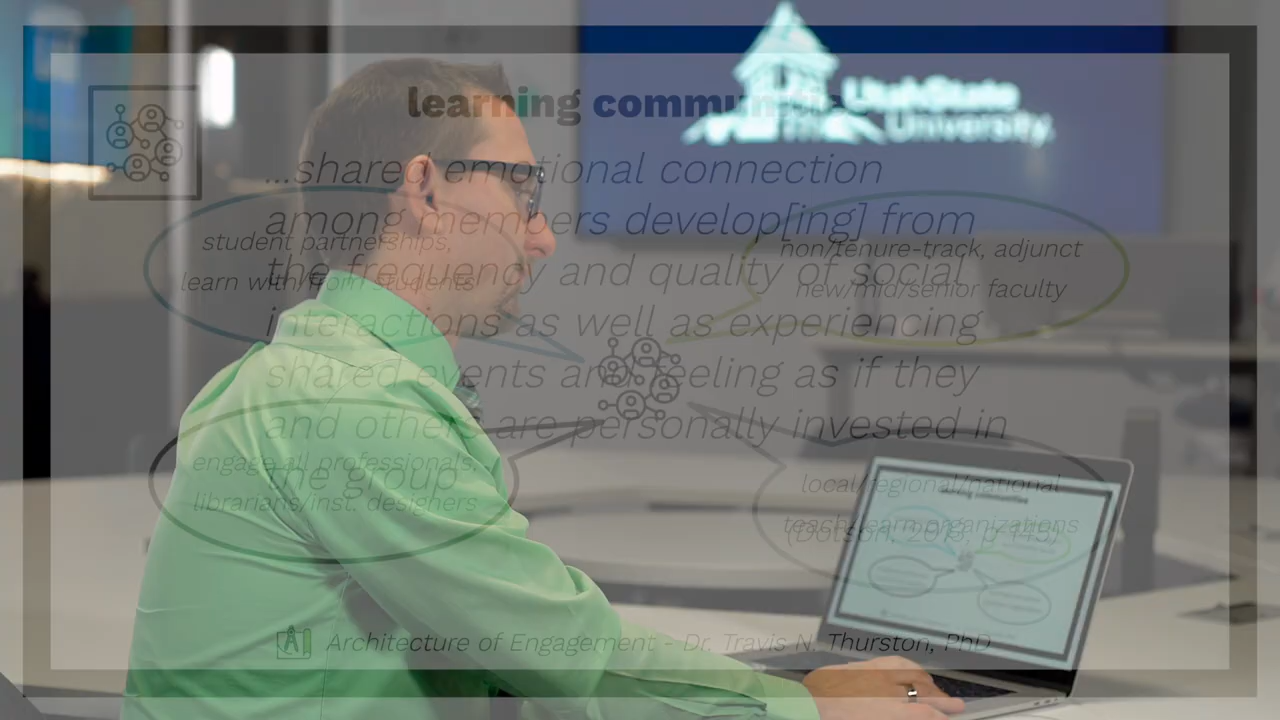 learning communities
UtahState
University.
...shared emotional connection
among members develop[ing] from
the frequency and quality of social
interactions as well as experiencing
shared events and feeling as if they
and others are personally invested in
the group
(Dotson, 2013, p 145)
student partnerships,
learn with/from students
non/tenure-track, adjunct
new/mid/senior faculty
engage all professionals,
librarians/inst. designers
local/regional/national
teach/learn organizations
Architecture of Engagement - Dr. Travis N. Thurston, PhD